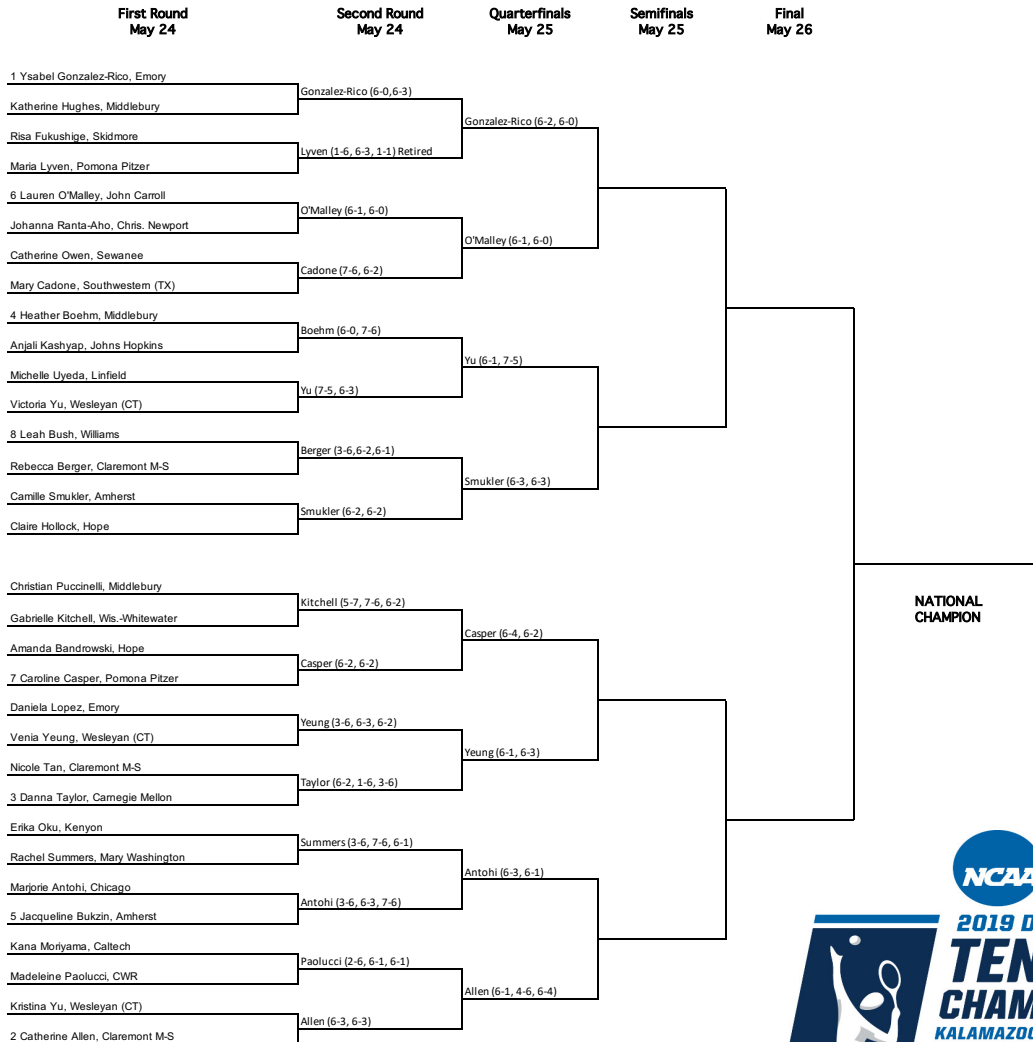 First Round Second Round Quarterfinals Semifinals Final
May 24 May 24 May 25 May 25 May 26
1 Ysabel Gonzalez-Rico, Emory
Gonzalez-Rico (6-0,6-3)
Katherine Hughes, Middlebury
Gonzalez-Rico (6-2, 6-0)
Risa Fukushige, Skidmore
Lyven (1-6, 6-3, 1-1) Retired
Maria Lyven, Pomona Pitzer
6 Lauren O'Malley, John Carroll
O'Malley (6-1, 6-0)
Johanna Ranta-Aho, Chris. Newport
O'Malley (6-1, 6-0)
Catherine Owen, Sewanee
Cadone (7-6, 6-2)
Mary Cadone, Southwestern (TX)
4 Heather Boehm, Middlebury
Boehm (6-0, 7-6)
Anjali Kashyap, Johns Hopkins
Yu (6-1, 7-5)
Michelle Uyeda, Linfield
Yu (7-5, 6-3)
Victoria Yu, Wesleyan (CT)
8 Leah Bush, Williams
Berger (3-6,6-2,6-1)
Rebecca Berger, Claremont M-S
Smukler (6-3, 6-3)
Camille Smukler, Amherst
Smukler (6-2, 6-2)
Claire Hollock, Hope
Christian Puccinelli, Middlebury
Kitchell (5-7, 7-6, 6-2)
NATIONAL
CHAMPION
Gabrielle Kitchell, Wis.-Whitewater
Casper (6-4, 6-2)
Amanda Bandrowski, Hope
Casper (6-2, 6-2)
7 Caroline Casper, Pomona Pitzer
Daniela Lopez, Emory
Yeung (3-6, 6-3, 6-2)
Venia Yeung, Wesleyan (CT)
Yeung (6-1, 6-3)
Nicole Tan, Claremont M-S
Taylor (6-2, 1-6, 3-6)
3 Danna Taylor, Carnegie Mellon
Erika Oku, Kenyon
Summers (3-6, 7-6, 6-1)
Rachel Summers, Mary Washington
Antohi (6-3, 6-1)
Marjorie Antohi, Chicago
Antohi (3-6, 6-3, 7-6)
5 Jacqueline Bukzin, Amherst
Kana Moriyama, Caltech
Paolucci (2-6, 6-1, 6-1)
Madeleine Paolucci, CWR
Allen (6-1, 4-6, 6-4)
Kristina Yu, Wesleyan (CT)
Allen (6-3, 6-3)
2 Catherine Allen, Claremont M-S
NCAA
2019 D
TEN
CHAM
KALAMAZOO